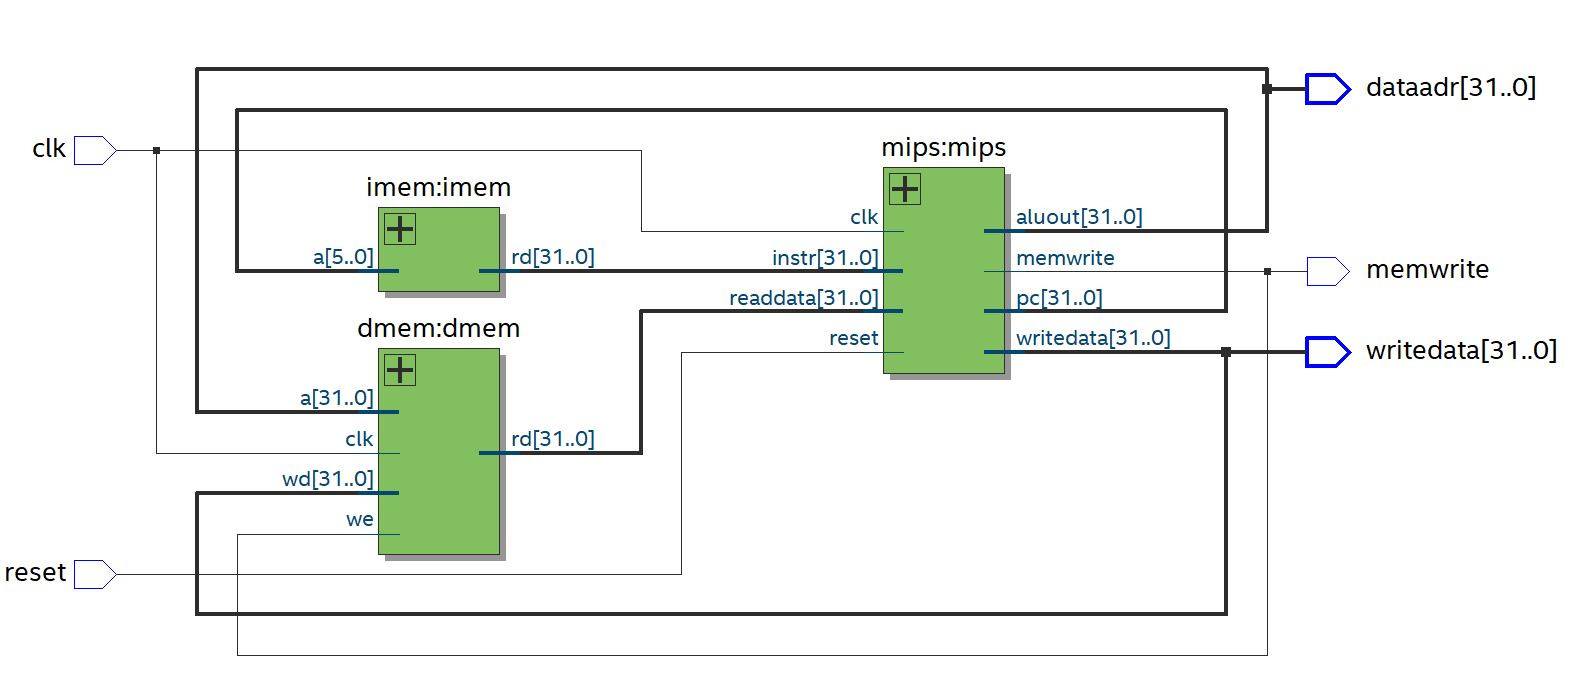 dataadr[31..0]
clk
mips:mips
imem:imem
clk
aluout[31..0]
a[5..0]
rd[31..0]
instr[31..0]
memwrite
memwrite
readdata[31..0]
pc[31..0]
dmem:dmem
reset
writedata[31..0]
writedata[31..0]
a[31..0]
clk
rd[31..0]
wd[31..0]
we
reset